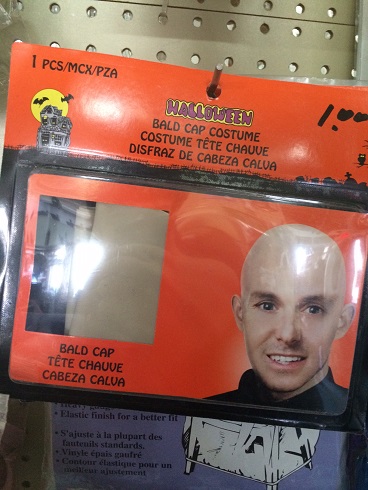 1 PCS/MCX/PZA
HALLOWEEN
BALD CAP COSTUME
COSTUME TÊTE CHAUVE
DISFRAZ DE CABEZA CALVA
1.00
BALD CAP
TÊTE CHAUVE
CABEZA CALVA
• Elastic finish for a better fit
• S'ajuste à la plupart des
fauteuils standards.
• Vinyle épais gaufré
• Contour élastique pour un
meilleur ajustement